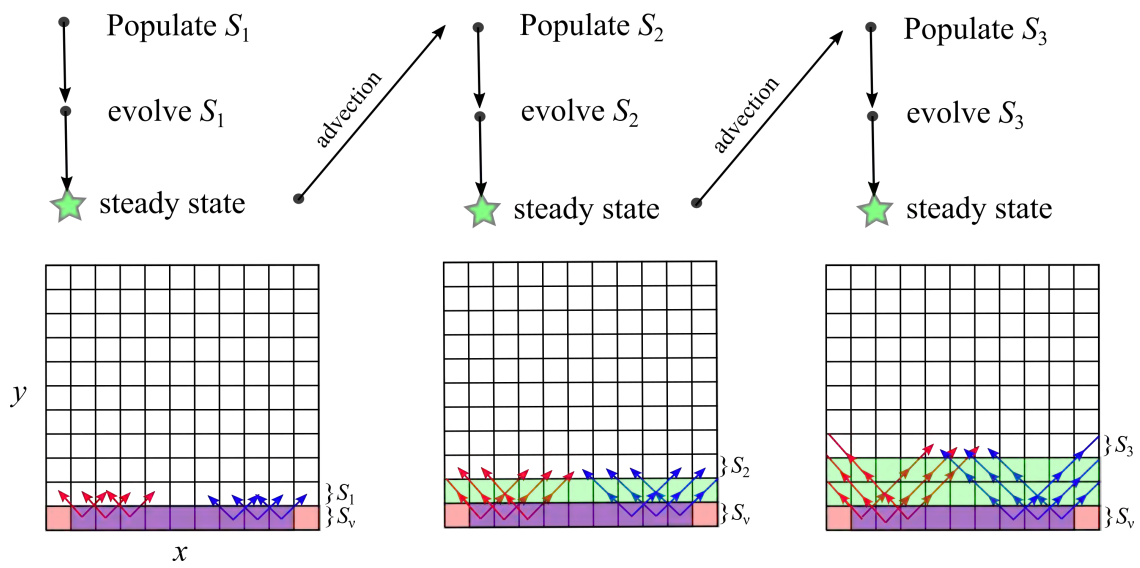 Populate S₁
Populate S₂
Populate S₃
evolve S₁
advection
evolve S₂
advection
evolve S₃
steady state
steady state
steady state
y
} S₁
} Sᵥ
x
} S₂
} Sᵥ
} S₃
} Sᵥ